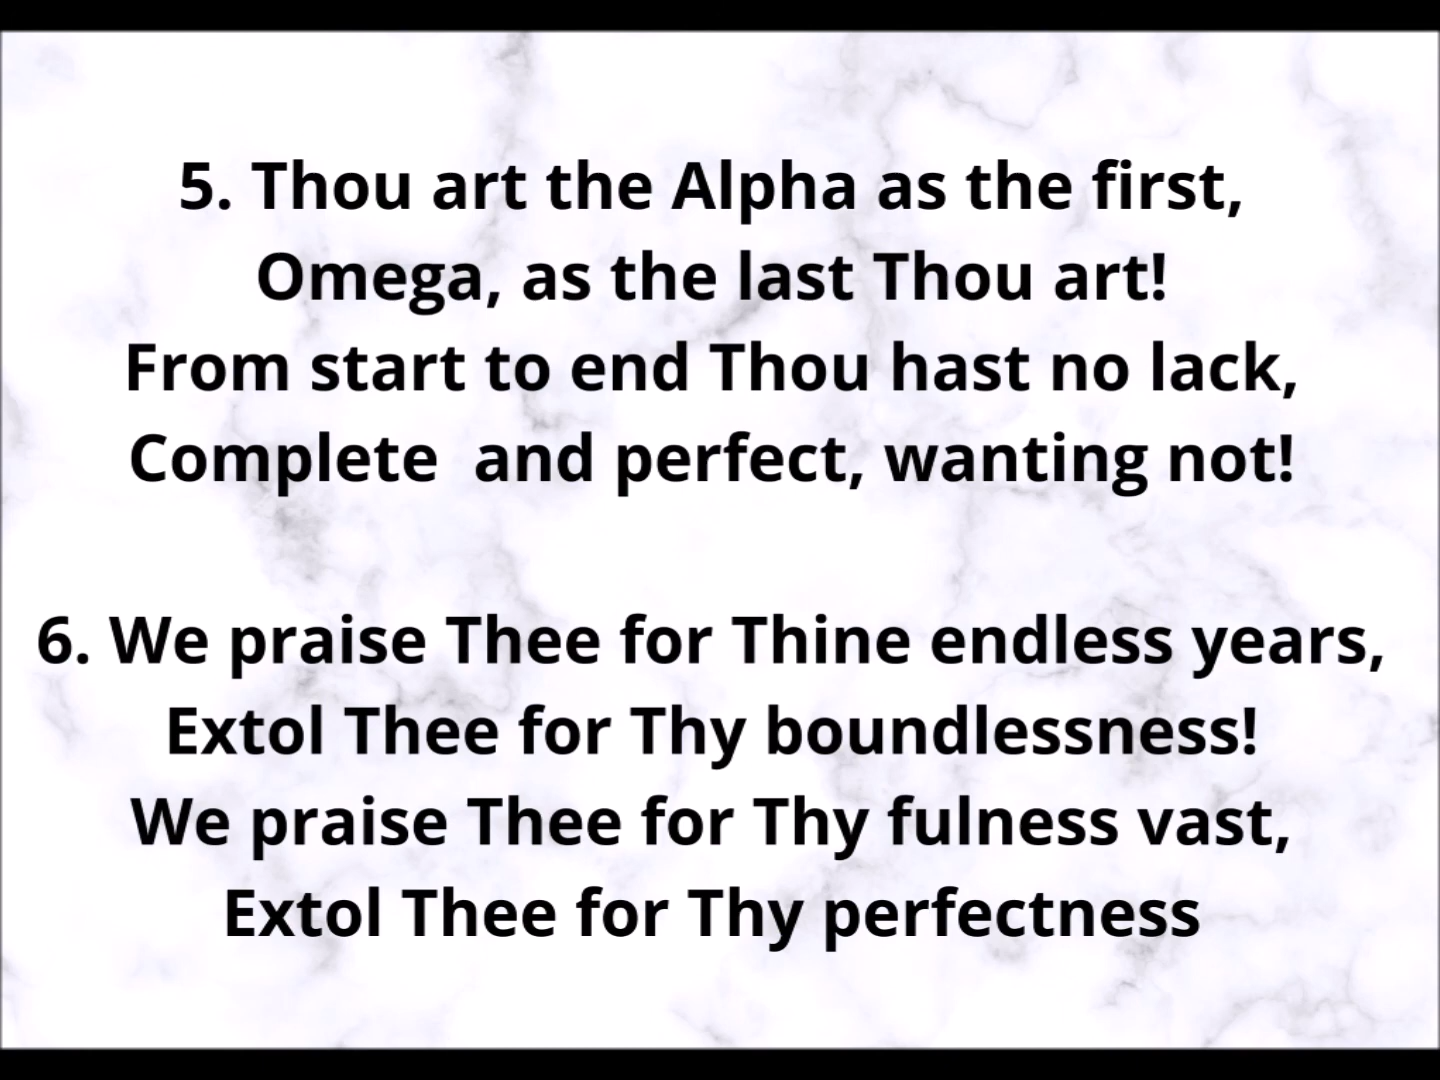 5. Thou art the Alpha as the first,
Omega, as the last Thou art!
From start to end Thou hast no lack,
Complete  and perfect, wanting not!
6. We praise Thee for Thine endless years,
Extol Thee for Thy boundlessness!
We praise Thee for Thy fulness vast,
Extol Thee for Thy perfectness